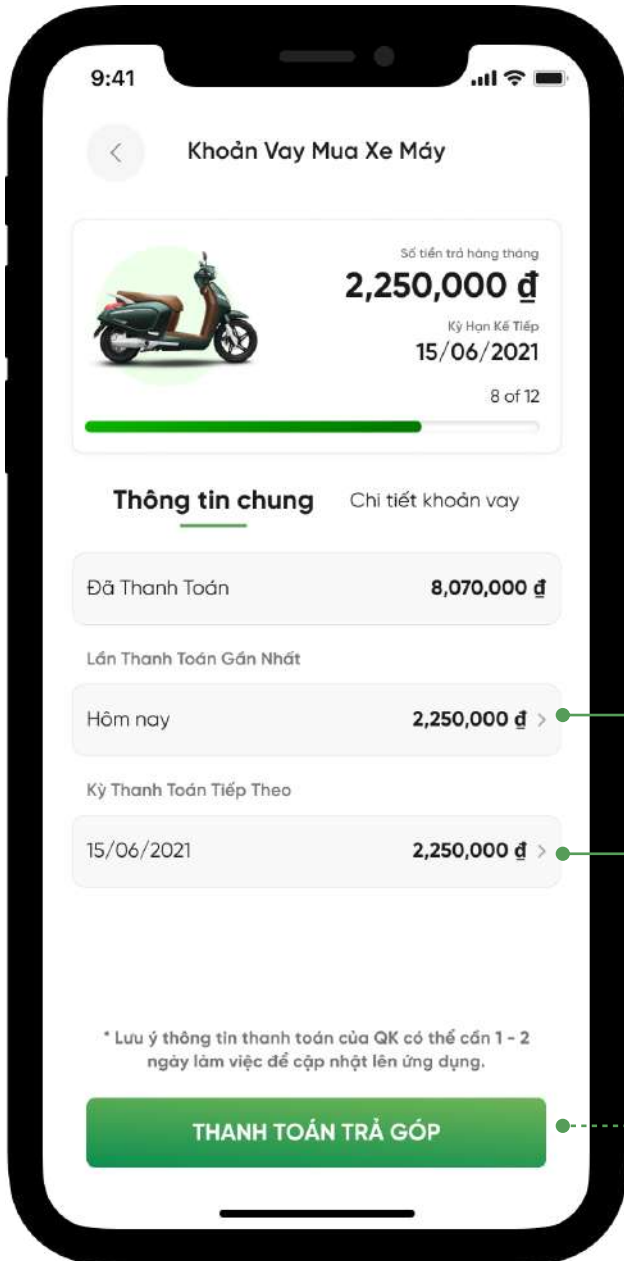 9:41
Khoản Vay Mua Xe Máy
Số tiền trả hàng tháng
2,250,000 ₫
Kỳ Hạn Kế Tiếp
15/06/2021
8 of 12
Thông tin chung Chi tiết khoản vay
Đã Thanh Toán 8,070,000 ₫
Lần Thanh Toán Gần Nhất
Hôm nay 2,250,000 ₫
Kỳ Thanh Toán Tiếp Theo
15/06/2021 2,250,000 ₫
* Lưu ý thông tin thanh toán của QK có thể cần 1 - 2
ngày làm việc để cập nhật lên ứng dụng.
THANH TOÁN TRẢ GÓP